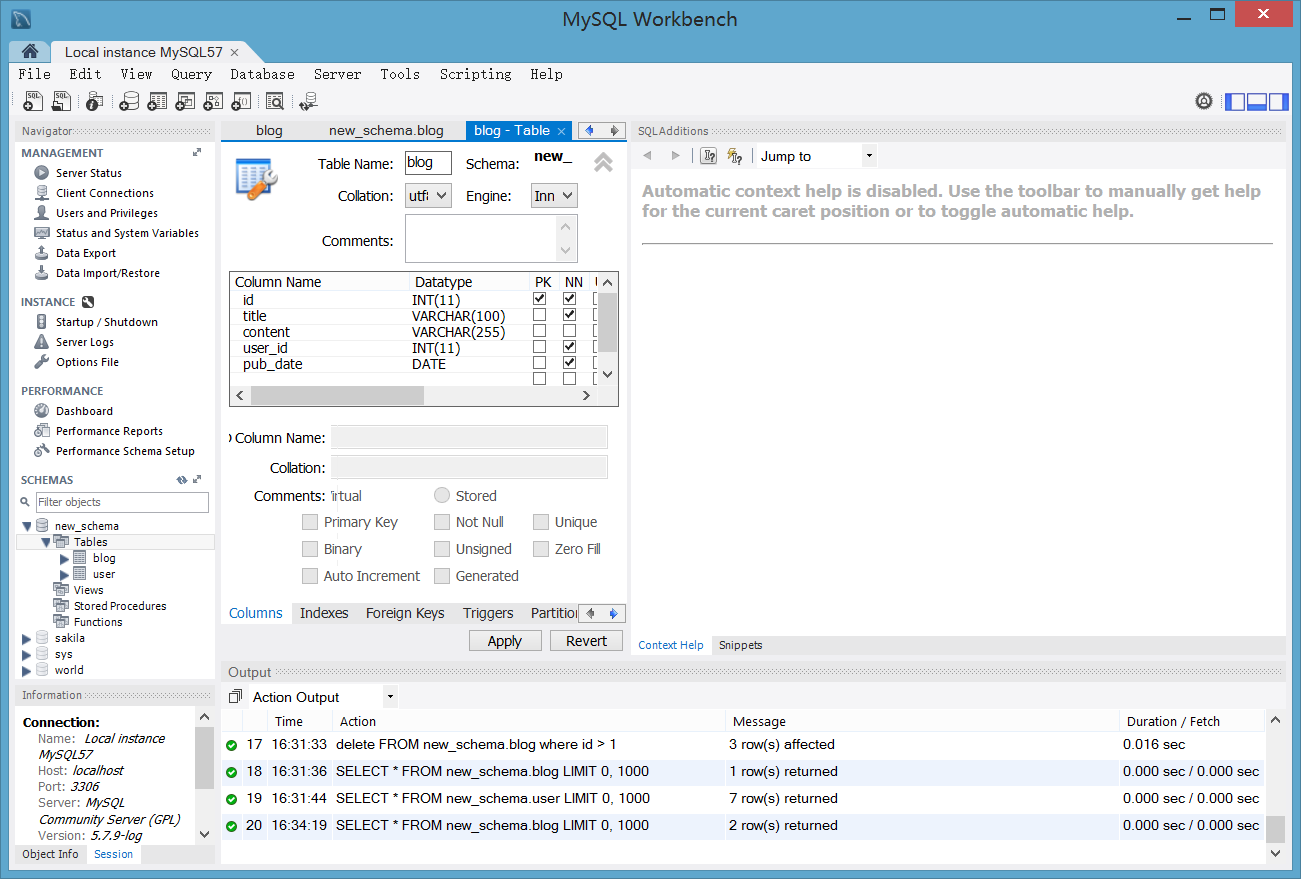 MySQL Workbench
Local instance MySQL57
File Edit View Query Database Server Tools Scripting Help
Navigator
MANAGEMENT
Server Status
Client Connections
Users and Privileges
Status and System Variables
Data Export
Data Import/Restore
INSTANCE
Startup / Shutdown
Server Logs
Options File
PERFORMANCE
Dashboard
Performance Reports
Performance Schema Setup
SCHEMAS
Filter objects
new_schema
Tables
blog
user
Views
Stored Procedures
Functions
sakila
sys
world
Information
Connection:
Name: Local instance
MySQL57
Host: localhost
Port: 3306
Server: MySQL
Community Server (GPL)
Version: 5.7.9-log
Object Info Session
blog new_schema.blog blog - Table
Table Name: blog Schema: new_
Collation: utf Engine: Inn
Comments:
Column Name Datatype PK NN
id INT(11)
title VARCHAR(100)
content VARCHAR(255)
user_id INT(11)
pub_date DATE
Column Name:
Collation:
Comments: irtual Stored
Primary Key Not Null Unique
Binary Unsigned Zero Fill
Auto Increment Generated
Columns Indexes Foreign Keys Triggers Partition
Apply Revert
SQLAdditions
Jump to
Automatic context help is disabled. Use the toolbar to manually get help
for the current caret position or to toggle automatic help.
Context Help Snippets
Output
Action Output
Time Action Message Duration / Fetch
17 16:31:33 delete FROM new_schema.blog where id > 1 3 row(s) affected 0.016 sec
18 16:31:36 SELECT * FROM new_schema.blog LIMIT 0, 1000 1 row(s) returned 0.000 sec / 0.000 sec
19 16:31:44 SELECT * FROM new_schema.user LIMIT 0, 1000 7 row(s) returned 0.000 sec / 0.000 sec
20 16:34:19 SELECT * FROM new_schema.blog LIMIT 0, 1000 2 row(s) returned 0.000 sec / 0.000 sec